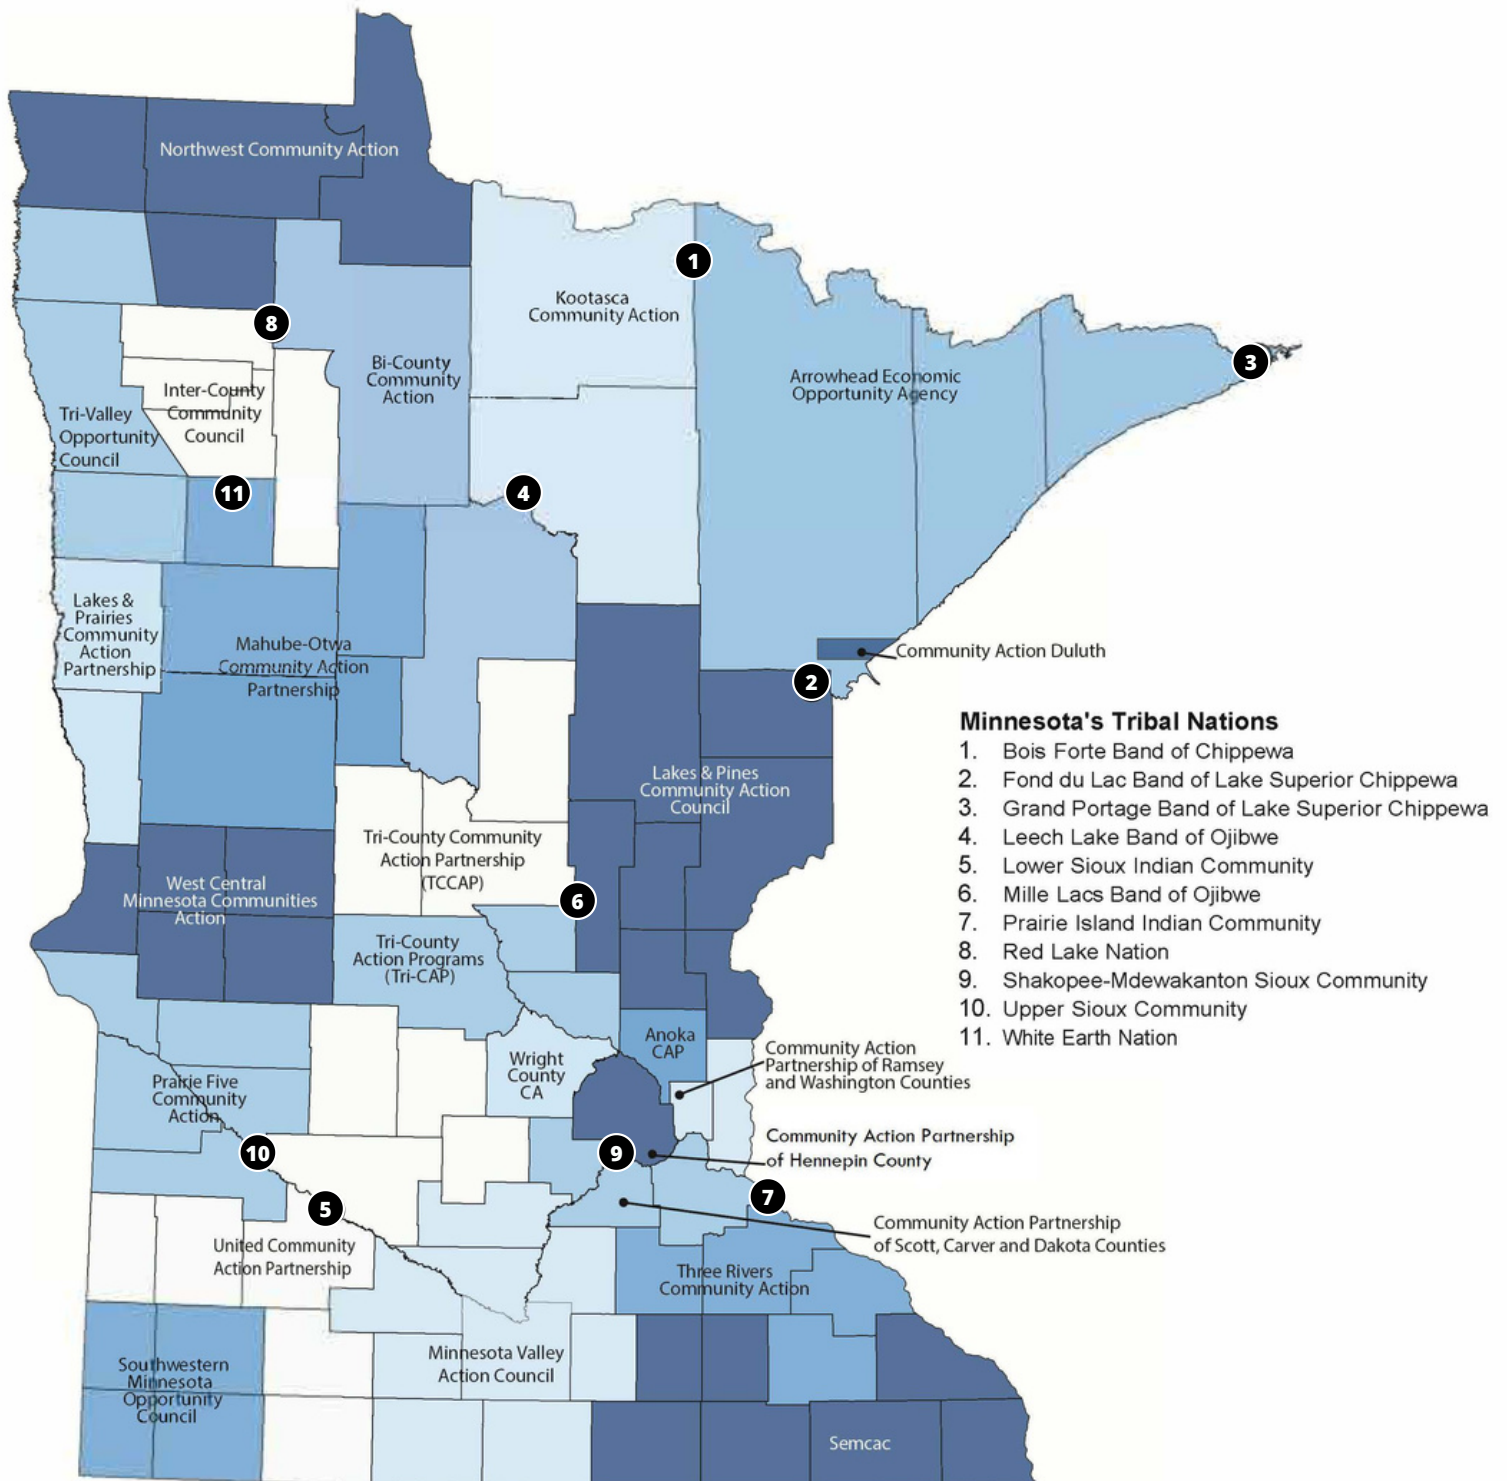 Northwest Community Action
1
Kootasca
Community Action
8
3
Bi-County
Community
Action
Arrowhead Economic
Opportunity Agency
Inter-County
Community
Council
Tri-Valley
Opportunity
Council
11
4
Lakes &
Prairies
Community
Action
Partnership
Mahube-Otwa
Community Action
Partnership
Community Action Duluth
2
Minnesota's Tribal Nations
1. Bois Forte Band of Chippewa
2. Fond du Lac Band of Lake Superior Chippewa
3. Grand Portage Band of Lake Superior Chippewa
4. Leech Lake Band of Ojibwe
5. Lower Sioux Indian Community
6. Mille Lacs Band of Ojibwe
7. Prairie Island Indian Community
8. Red Lake Nation
9. Shakopee-Mdewakanton Sioux Community
10. Upper Sioux Community
11. White Earth Nation
Lakes & Pines
Community Action
Council
Tri-County Community
Action Partnership
(TCCAP)
West Central
Minnesota Communities
Action
6
Tri-County
Action Programs
(Tri-CAP)
Anoka
CAP
Wright
County
CA
Community Action
Partnership of Ramsey
and Washington Counties
Prairie Five
Community
Action
10
9
Community Action Partnership
of Hennepin County
7
5
Community Action Partnership
of Scott, Carver and Dakota Counties
United Community
Action Partnership
Three Rivers
Community Action
Minnesota Valley
Action Council
Southwestern
Minnesota
Opportunity
Council
Semcac